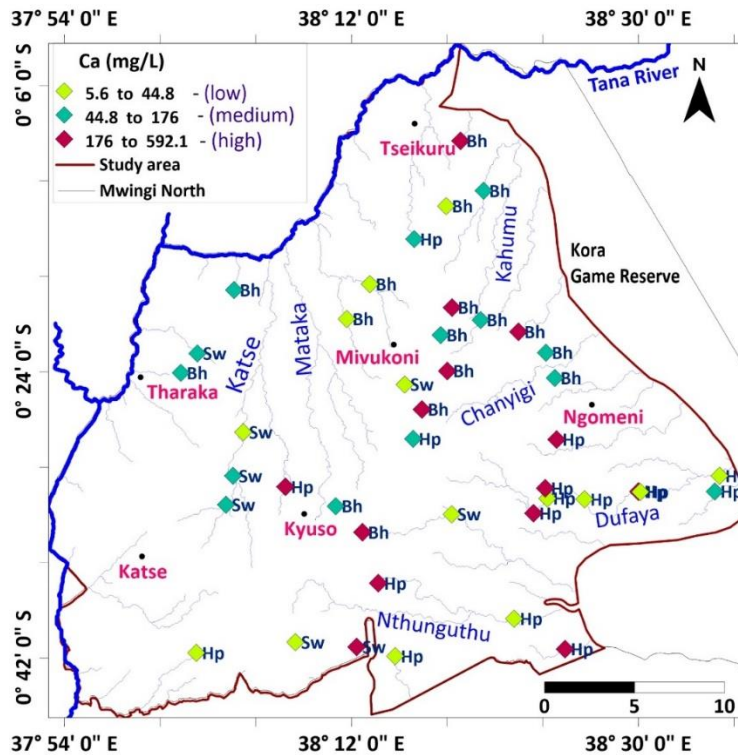 37° 54' 0" E
38° 12' 0" E
38° 30' 0" E
0° 6' 0" S
Ca (mg/L)
5.6 to 44.8 - (low)
44.8 to 176 - (medium)
176 to 592.1 - (high)
Study area
Mwingi North
Tana River
N
Tseikuru
Bh
Bh
Bh
Hp
Kahumu
Kora
Game Reserve
Bh
Bh
Bh
Bh
Bh
Bh
Bh
Mataka
Mivukoni
Sw
Bh
Katse
Bh
Bh
0° 24' 0" S
Tharaka
Sw
Bh
Chanyigi
Ngomeni
Bh
Sw
Hp
Hp
Sw
Hp
Hp
Hp
Hp
Hp
Hp
Sw
Bh
Kyuso
Sw
Hp
Dufaya
Bh
Katse
Hp
Nthunguthu
Hp
0° 42' 0" S
Hp
Sw
Sw
Hp
Hp
0
5
10
37° 54' 0" E
38° 12' 0" E
38° 30' 0" E